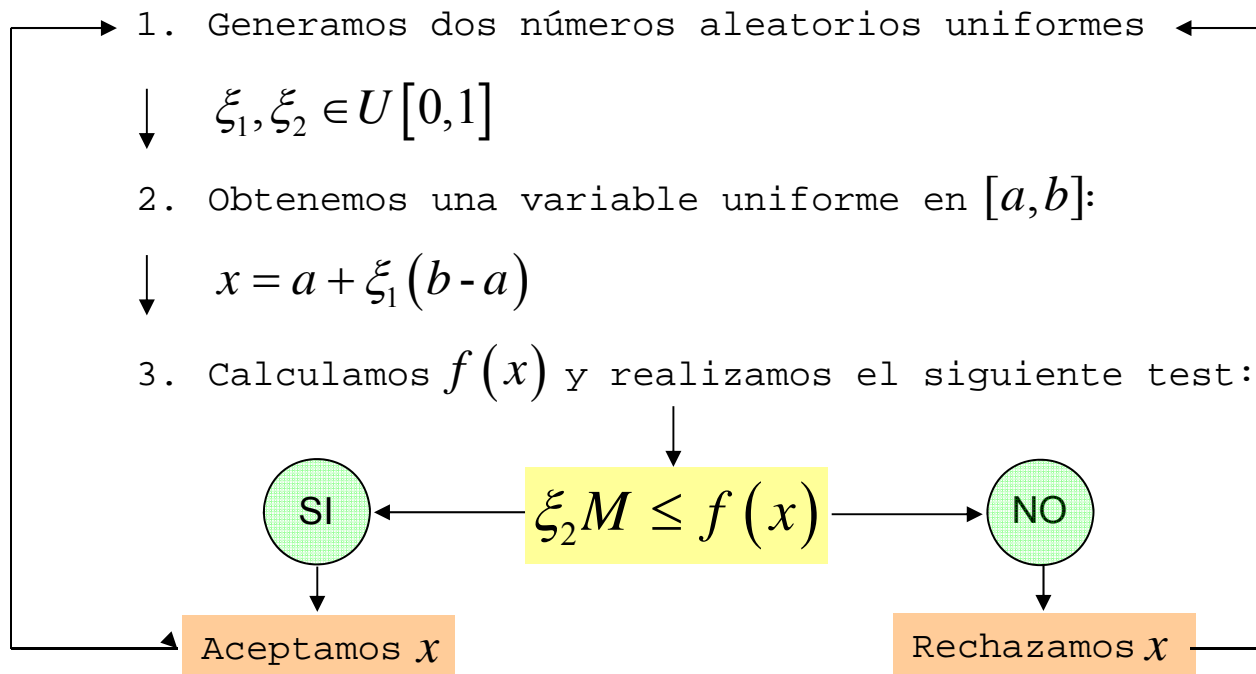 1. Generamos dos números aleatorios uniformes
ξ₁, ξ₂ ∈ U [0,1]
2. Obtenemos una variable uniforme en [a,b]:
x = a + ξ₁ (b - a)
3. Calculamos f (x) y realizamos el siguiente test:
SI
ξ₂M ≤ f (x)
NO
Aceptamos x
Rechazamos x